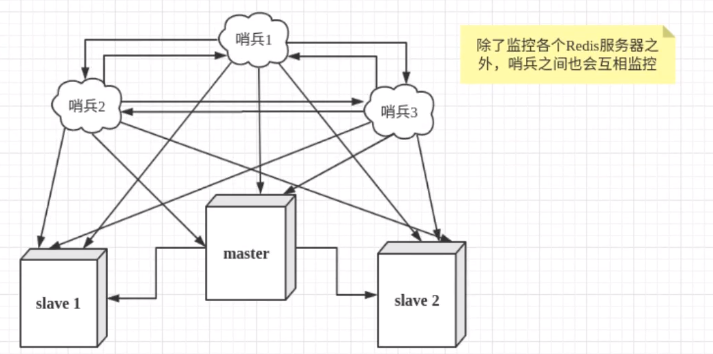 哨兵1
除了监控各个Redis服务器之
外，哨兵之间也会互相监控
哨兵2
哨兵3
master
slave 1
slave 2